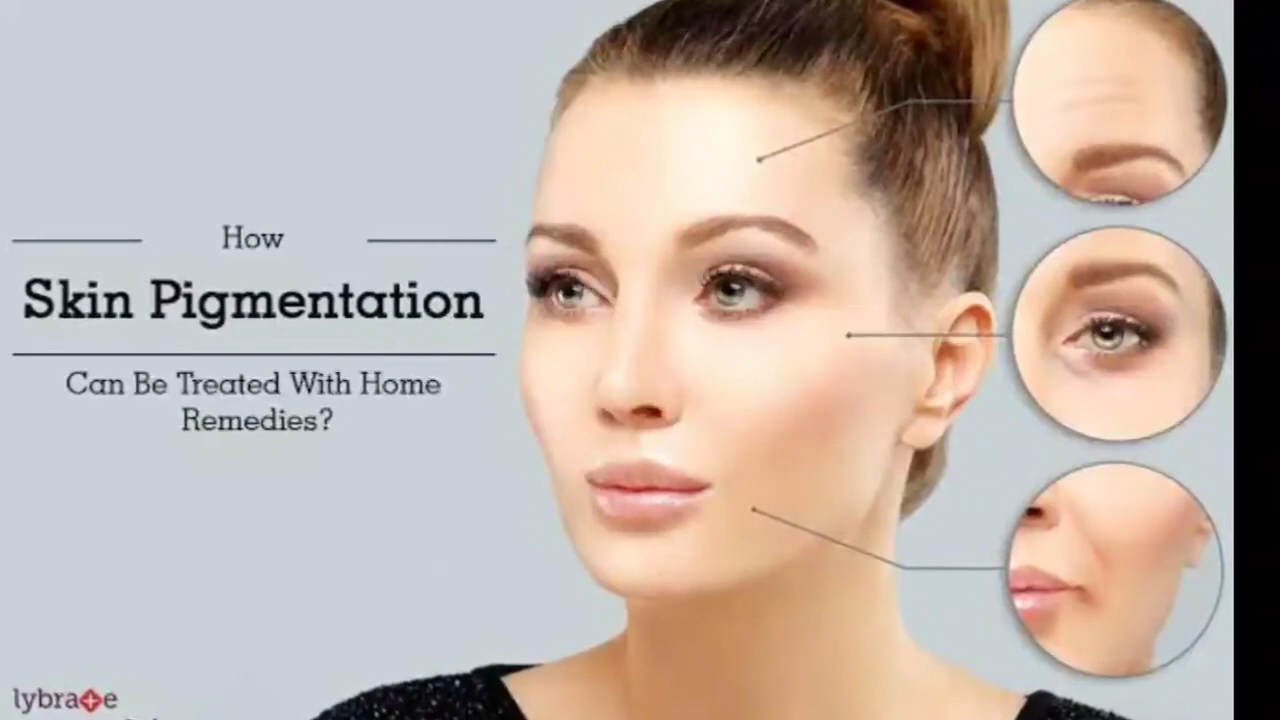 How
Skin Pigmentation
Can Be Treated With Home
Remedies?
lybrate